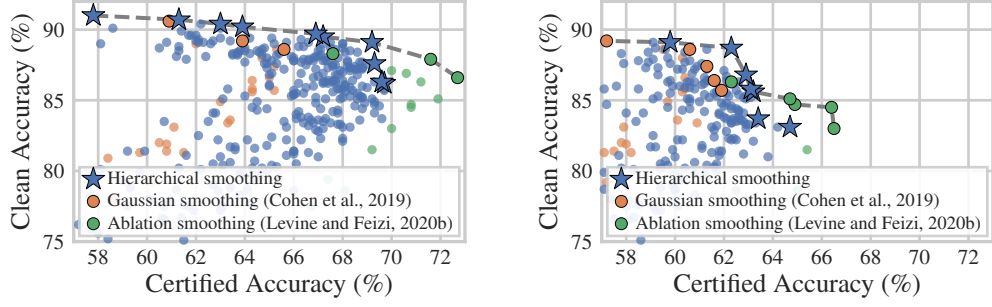 90
85
80
75
Clean Accuracy (%)
Hierarchical smoothing
Gaussian smoothing (Cohen et al., 2019)
Ablation smoothing (Levine and Feizi, 2020b)
58 60 62 64 66 68 70 72
Certified Accuracy (%)
90
85
80
75
Clean Accuracy (%)
Hierarchical smoothing
Gaussian smoothing (Cohen et al., 2019)
Ablation smoothing (Levine and Feizi, 2020b)
58 60 62 64 66 68 70 72
Certified Accuracy (%)